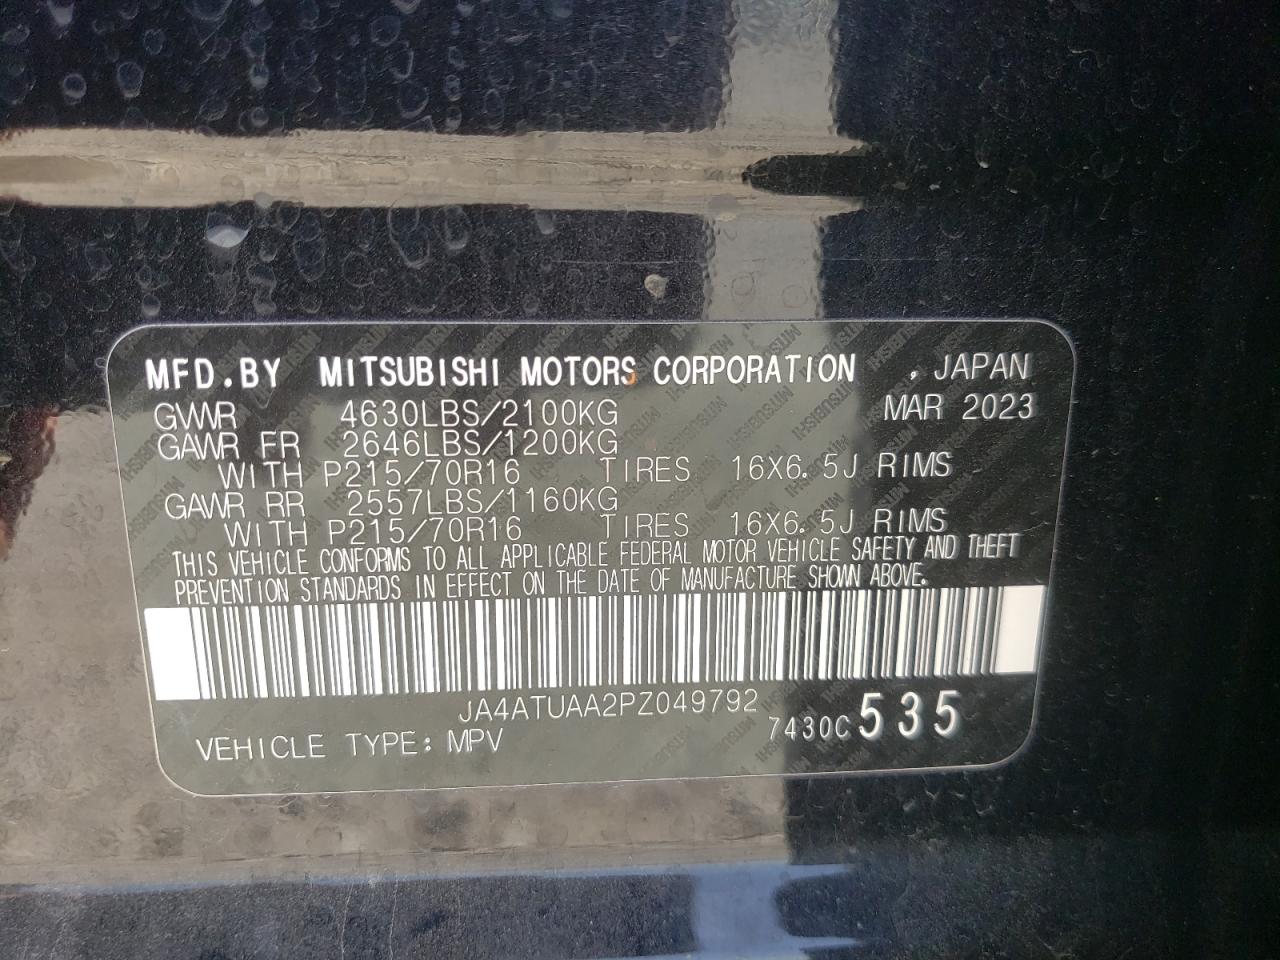 MFD.BY MITSUBISHI MOTORS CORPORATION , JAPAN
GVWR 4630LBS/2100KG MAR 2023
GAWR FR 2646LBS/1200KG
WITH P215/70R16 TIRES 16X6.5J RIMS
GAWR RR 2557LBS/1160KG
WITH P215/70R16 TIRES 16X6.5J RIMS
THIS VEHICLE CONFORMS TO ALL APPLICABLE FEDERAL MOTOR VEHICLE SAFETY AND THEFT
PREVENTION STANDARDS IN EFFECT ON THE DATE OF MANUFACTURE SHOWN ABOVE.
JA4ATUAA2PZ049792
7430C 535
VEHICLE TYPE: MPV